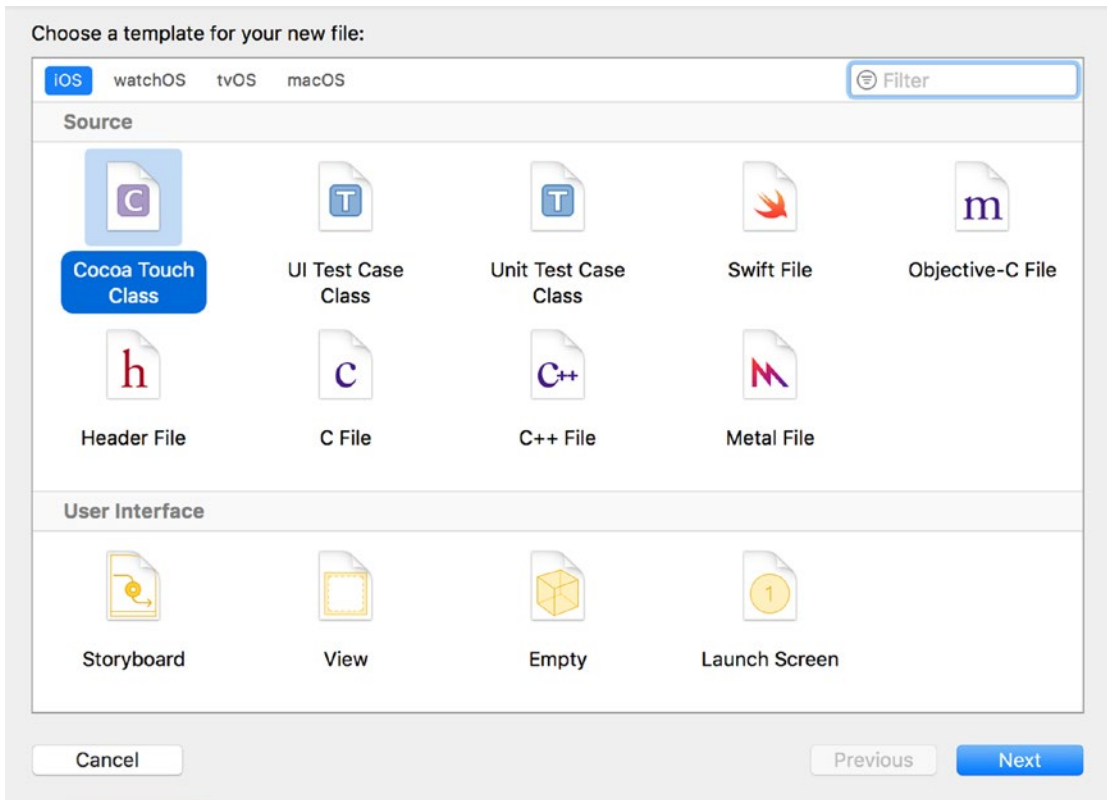 Choose a template for your new file:
iOS watchOS tvOS macOS Filter
Source
C T T m
Cocoa Touch Class UI Test Case Class Unit Test Case Class Swift File Objective-C File
h c C++
Header File C File C++ File Metal File
User Interface
1
Storyboard View Empty Launch Screen
Cancel Previous Next